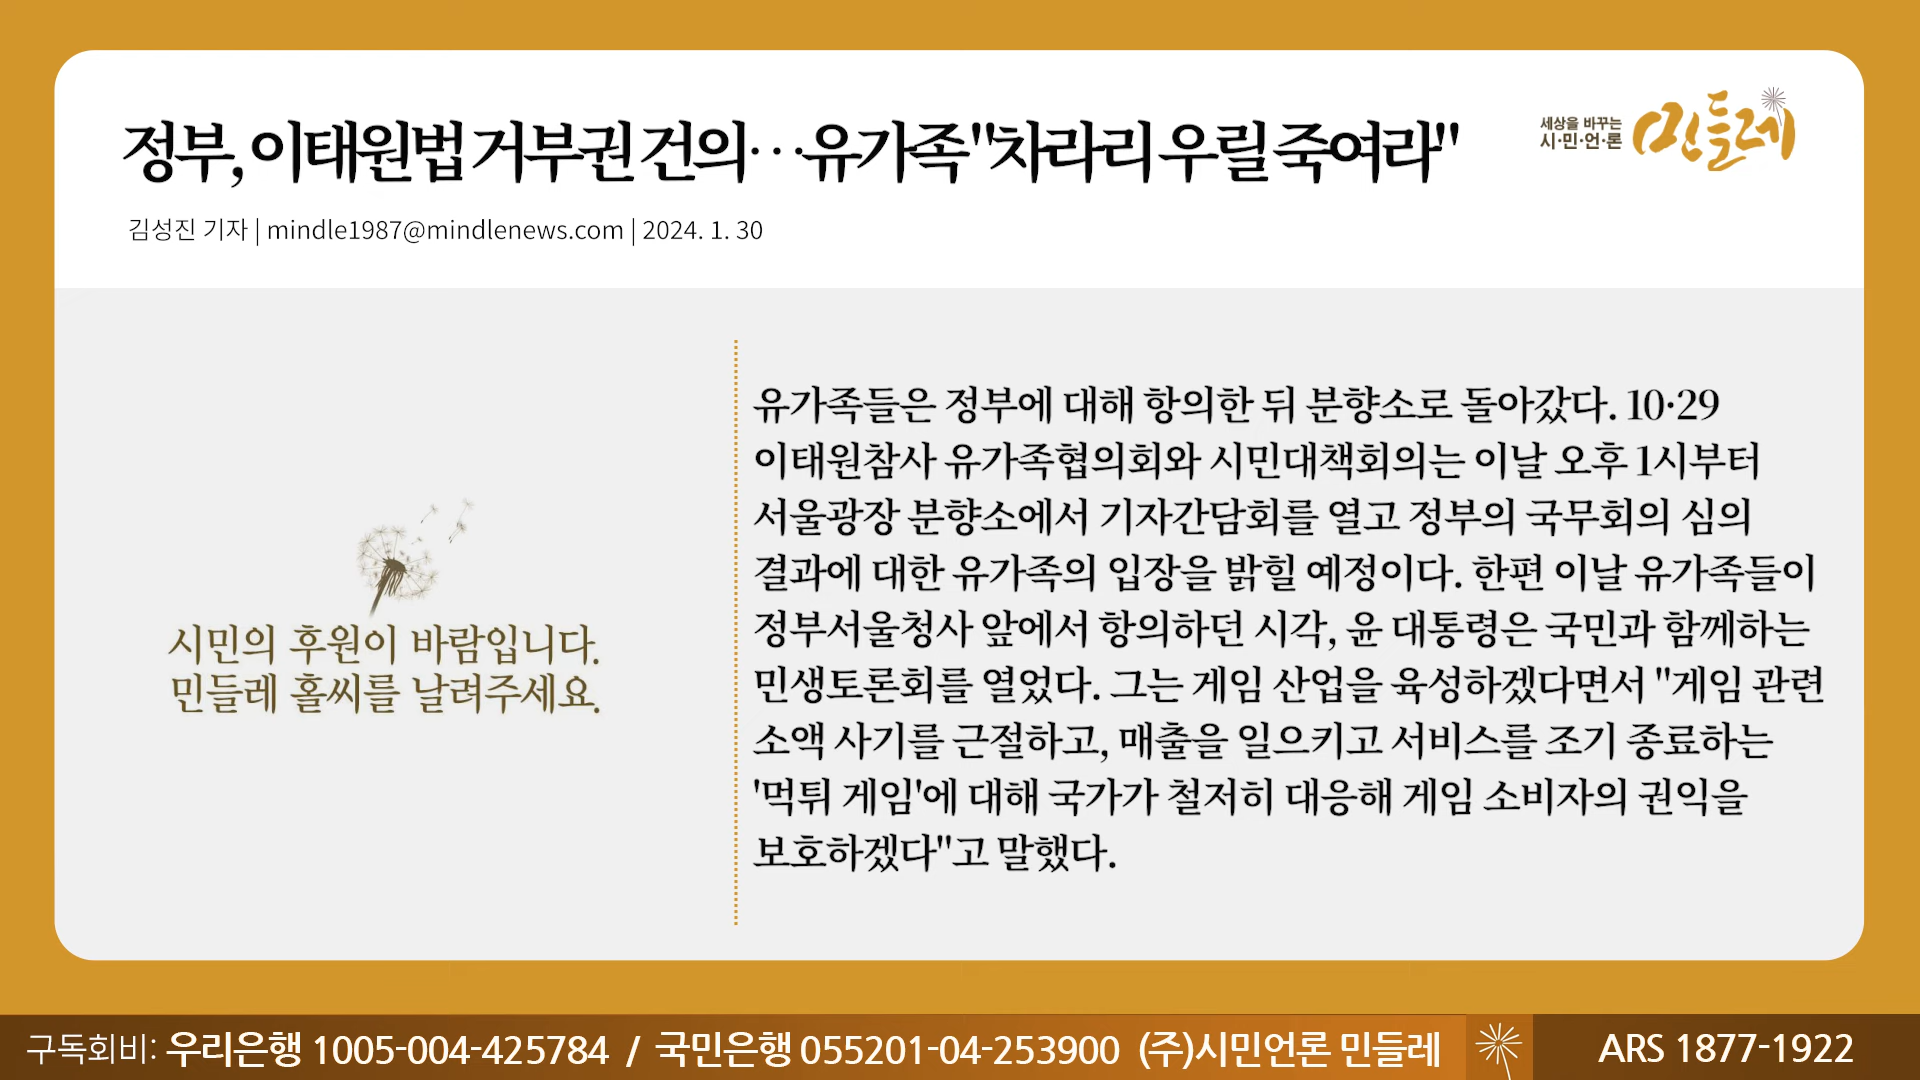 정부, 이태원법 거부권 건의…유가족 "차라리 우릴 죽여라"
세상을 바꾸는
시·민·언·론
민들레
김성진 기자 | mindle1987@mindlenews.com | 2024. 1. 30
시민의 후원이 바람입니다.
민들레 홀씨를 날려주세요.
유가족들은 정부에 대해 항의한 뒤 분향소로 돌아갔다. 10·29
이태원참사 유가족협의회와 시민대책회의는 이날 오후 1시부터
서울광장 분향소에서 기자간담회를 열고 정부의 국무회의 심의
결과에 대한 유가족의 입장을 밝힐 예정이다. 한편 이날 유가족들이
정부서울청사 앞에서 항의하던 시각, 윤 대통령은 국민과 함께하는
민생토론회를 열었다. 그는 게임 산업을 육성하겠다면서 "게임 관련
소액 사기를 근절하고, 매출을 일으키고 서비스를 조기 종료하는
'먹튀 게임'에 대해 국가가 철저히 대응해 게임 소비자의 권익을
보호하겠다"고 말했다.
구독회비: 우리은행 1005-004-425784 / 국민은행 055201-04-253900 (주)시민언론 민들레
ARS 1877-1922